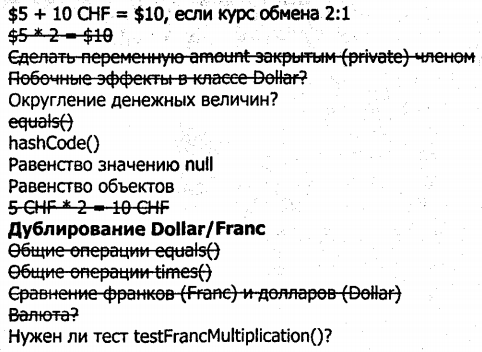 $5 + 10 CHF = $10, если курс обмена 2:1
$5 * 2 = $10
Сделать переменную amount закрытым (private) членом
Побочные эффекты в классе Dollar?
Округление денежных величин?
equals()
hashCode()
Равенство значению null
Равенство объектов
5 CHF * 2 = 10 CHF
Дублирование Dollar/Franc
Общие операции equals()
Общие операции times()
Сравнение франков (Franc) и долларов (Dollar)
Валюта?
Нужен ли тест testFrancMultiplication()?